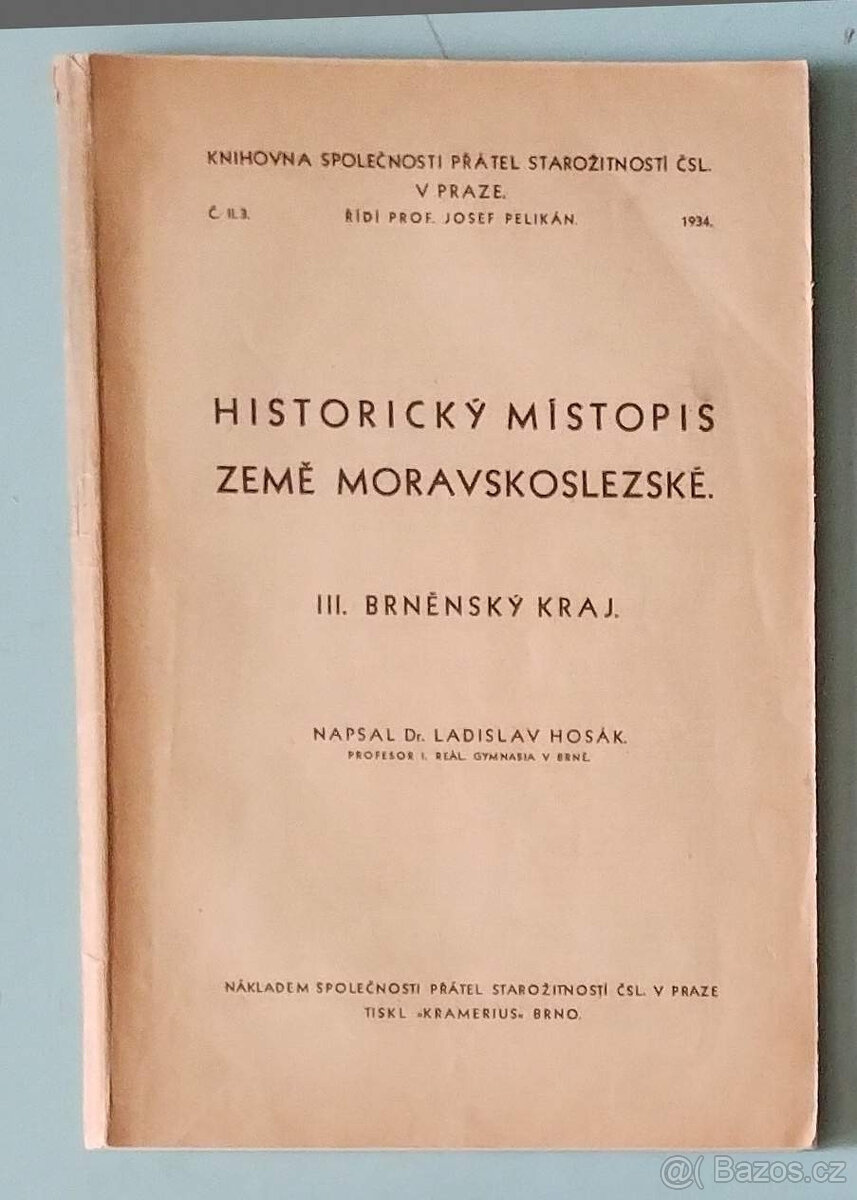 KNIHOVNA SPOLEČNOSTI PŘÁTEL STAROŽITNOSTÍ ČSL.
V PRAZE.
Č. II.3. ŘÍDÍ PROF. JOSEF PELIKÁN. 1934.
HISTORICKÝ MÍSTOPIS
ZEMĚ MORAVSKOSLEZSKÉ.
III. BRNĚNSKÝ KRAJ.
NAPSAL Dr. LADISLAV HOSÁK.
PROFESOR I. REÁL. GYMNASIA V BRNĚ.
NÁKLADEM SPOLEČNOSTI PŘÁTEL STAROŽITNOSTÍ ČSL. V PRAZE
TISKL »KRAMERIUS« BRNO.
@( Bazos.cz